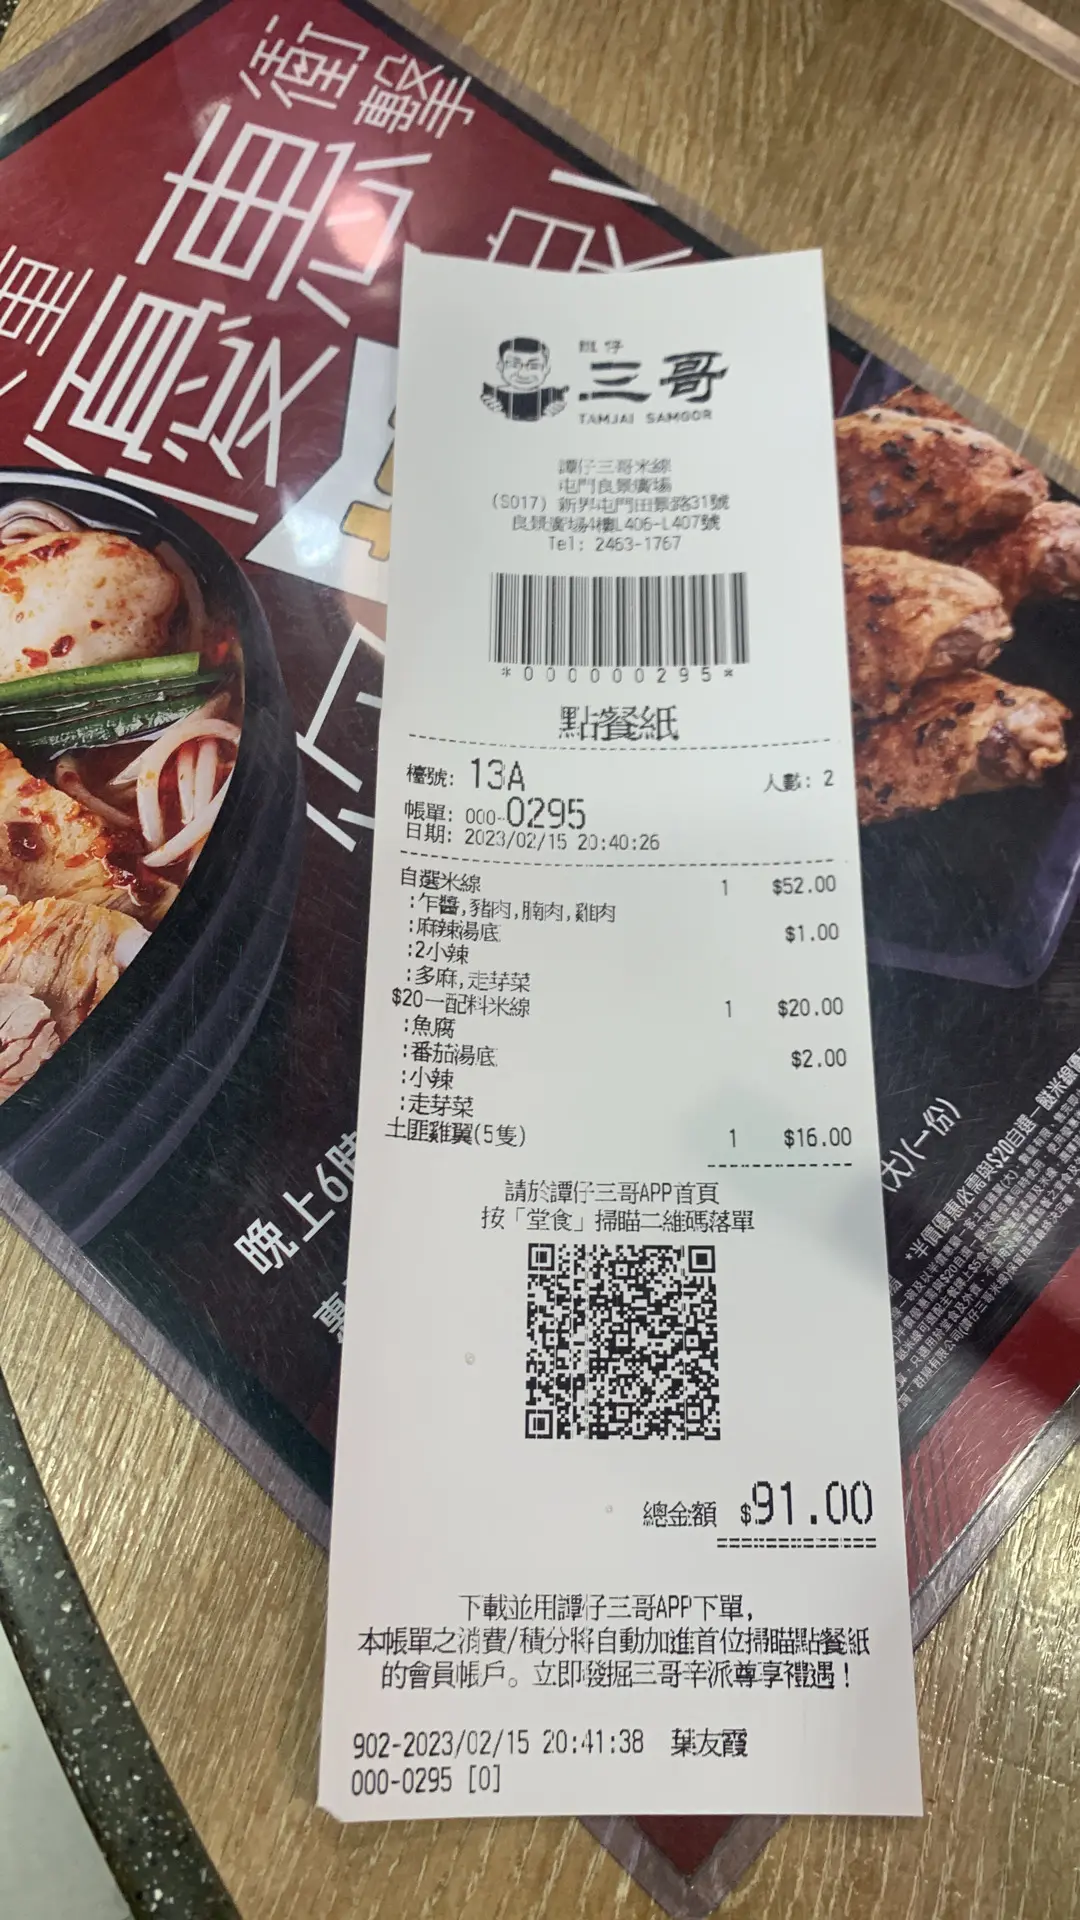 衝擊
優惠
譚仔
三哥
TAMJAI SAMGOR
譚仔三哥米線
屯門良景廣場
(S017) 新界屯門田景路31號
良景廣場4樓L406-L407號
Tel: 2463-1767
*000000295*
點餐紙
檯號: 13A 人數: 2
帳單: 000-0295
日期: 2023/02/15 20:40:26
自選米線 1 $52.00
:乍醬,豬肉,腩肉,雞肉
:麻辣湯底 $1.00
:2小辣
:多麻,走芽菜
$20一配料米線 1 $20.00
:魚腐
:番茄湯底 $2.00
:小辣
:走芽菜
土匪雞翼(5隻) 1 $16.00
請於譚仔三哥APP首頁
按「堂食」掃瞄二維碼落單
總金額 $91.00
下載並用譚仔三哥APP下單,
本帳單之消費/積分將自動加進首位掃瞄點餐紙
的會員帳戶。立即發掘三哥辛派尊享禮遇！
902-2023/02/15 20:41:38 葉友霞
000-0295 [0]
晚上6時
(大)(一份)